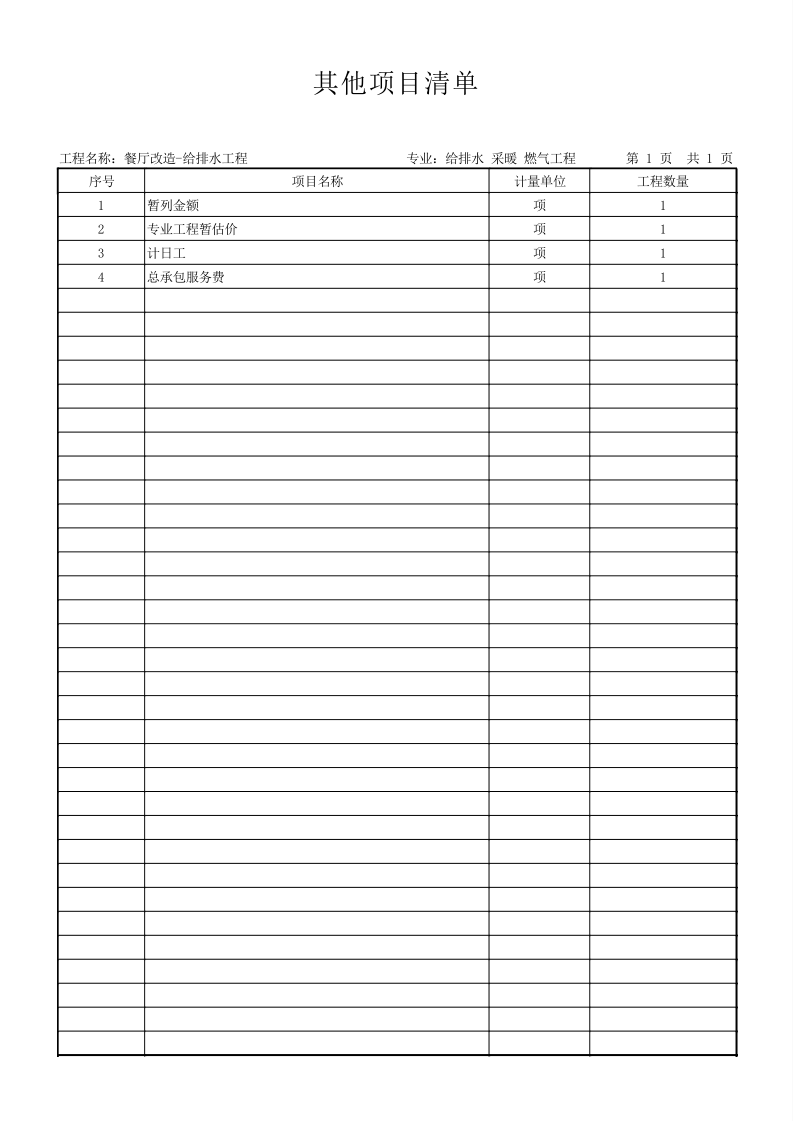 其他项目清单
工程名称：餐厅改造-给排水工程 专业：给排水 采暖 燃气工程 第 1 页 共 1 页
序号 项目名称 计量单位 工程数量
1 暂列金额 项 1
2 专业工程暂估价 项 1
3 计日工 项 1
4 总承包服务费 项 1